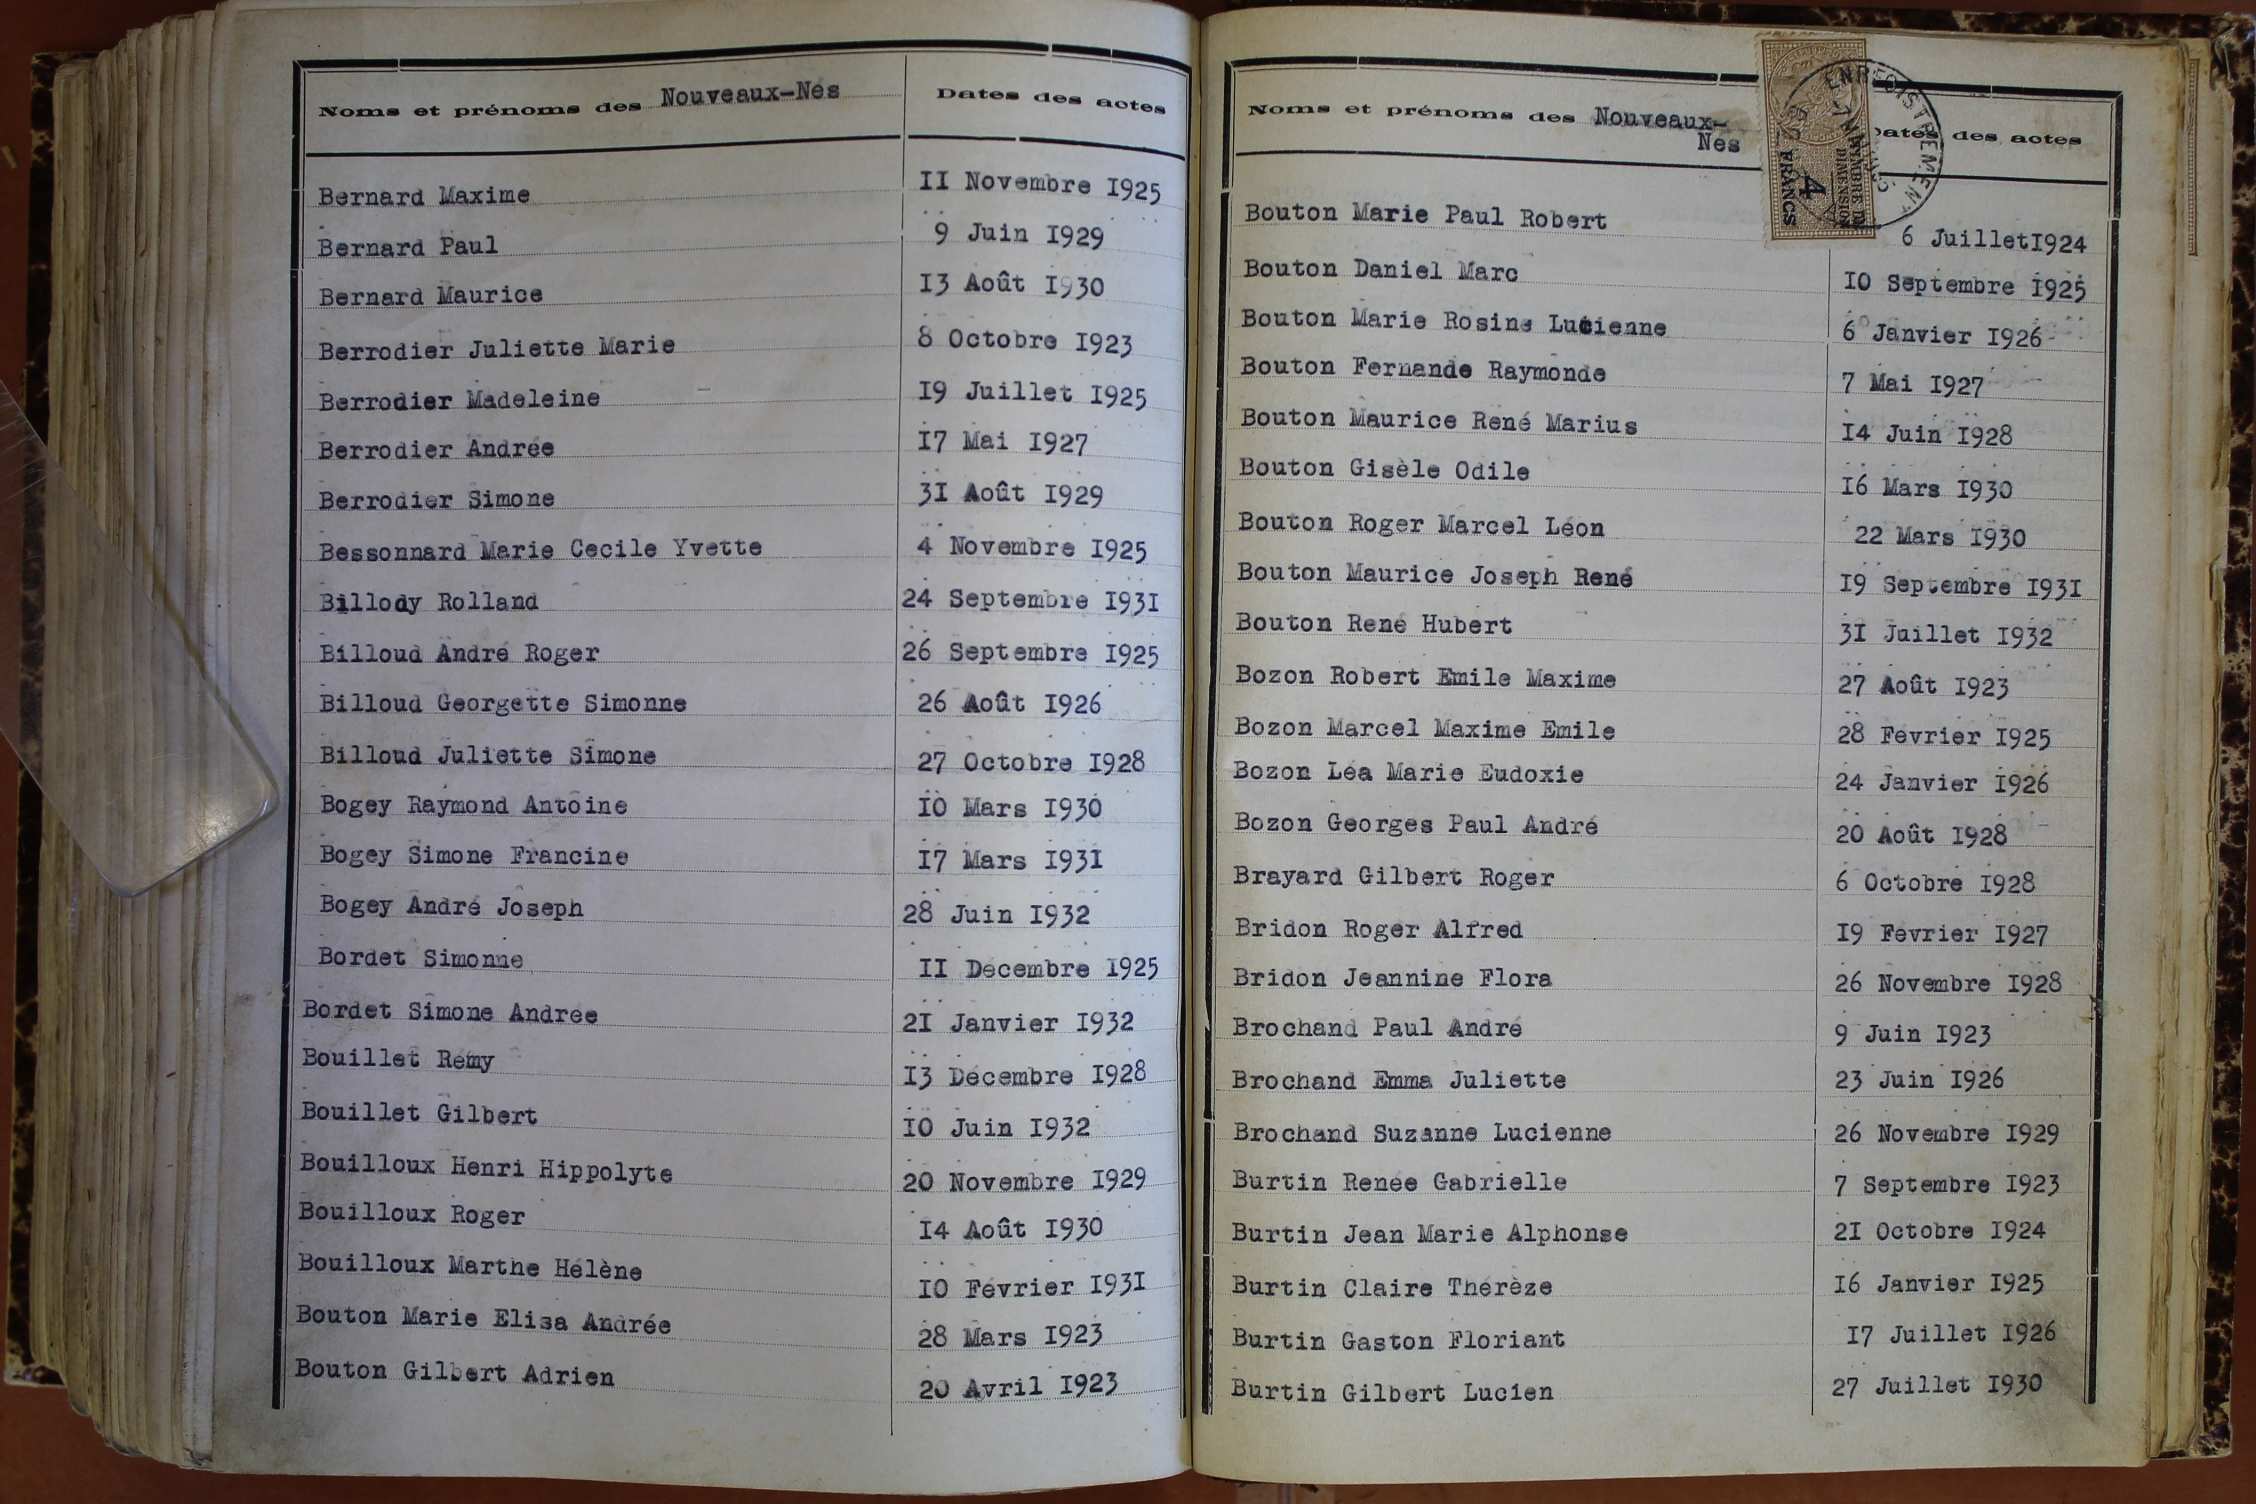 Noms et prénoms des Nouveaux-Nés Dates des actes
Bernard Maxime 11 Novembre 1925
Bernard Paul 9 Juin 1929
Bernard Maurice 13 Août 1930
Berrodier Juliette Marie 8 Octobre 1923
Berrodier Madeleine 19 Juillet 1925
Berrodier Andrée 17 Mai 1927
Berrodier Simone 31 Août 1929
Bessonnard Marie Cecile Yvette 4 Novembre 1925
Billody Rolland 24 Septembre 1931
Billoud André Roger 26 Septembre 1925
Billoud Georgette Simonne 26 Août 1926
Billoud Juliette Simone 27 Octobre 1928
Bogey Raymond Antoine 10 Mars 1930
Bogey Simone Francine 17 Mars 1931
Bogey André Joseph 28 Juin 1932
Bordet Simonne 11 Décembre 1925
Bordet Simone Andrée 21 Janvier 1932
Bouillet Rémy 13 Décembre 1928
Bouillet Gilbert 10 Juin 1932
Bouilloux Henri Hippolyte 20 Novembre 1929
Bouilloux Roger 14 Août 1930
Bouilloux Marthe Hélène 10 Février 1931
Bouton Marie Elisa Andrée 28 Mars 1923
Bouton Gilbert Adrien 20 Avril 1923
Noms et prénoms des Nouveaux-
Nés
Dates des actes
ENREGISTREMENT
TIMBRE DE
DIMENSION
4
FRANCS
Bouton Marie Paul Robert 6 Juillet1924
Bouton Daniel Marc 10 Septembre 1925
Bouton Marie Rosine Lucienne 6 Janvier 1926
Bouton Fernande Raymonde 7 Mai 1927
Bouton Maurice René Marius 14 Juin 1928
Bouton Gisèle Odile 16 Mars 1930
Bouton Roger Marcel Léon 22 Mars 1930
Bouton Maurice Joseph René 19 Septembre 1931
Bouton René Hubert 31 Juillet 1932
Bozon Robert Emile Maxime 27 Août 1923
Bozon Marcel Maxime Emile 28 Février 1925
Bozon Léa Marie Eudoxie 24 Janvier 1926
Bozon Georges Paul André 20 Août 1928
Brayard Gilbert Roger 6 Octobre 1928
Bridon Roger Alfred 19 Février 1927
Bridon Jeannine Flora 26 Novembre 1928
Brochand Paul André 9 Juin 1923
Brochand Emma Juliette 23 Juin 1926
Brochand Suzanne Lucienne 26 Novembre 1929
Burtin Renée Gabrielle 7 Septembre 1923
Burtin Jean Marie Alphonse 21 Octobre 1924
Burtin Claire Thérèze 16 Janvier 1925
Burtin Gaston Floriant 17 Juillet 1926
Burtin Gilbert Lucien 27 Juillet 1930